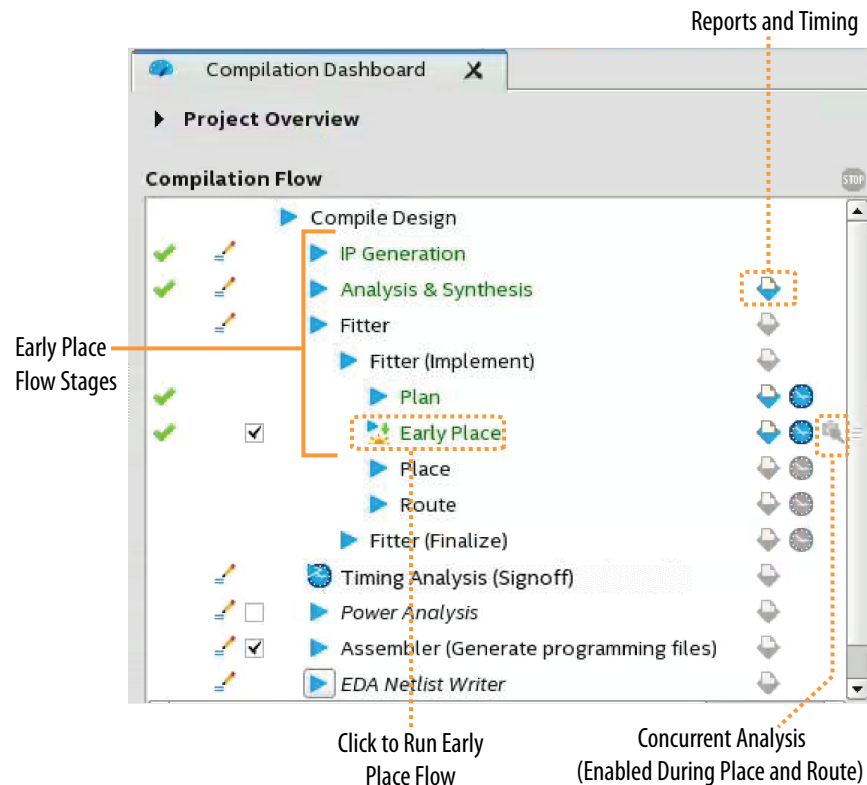 Reports and Timing
Compilation Dashboard X
Project Overview
Compilation Flow
STOP
Compile Design
IP Generation
Analysis & Synthesis
Fitter
Fitter (Implement)
Early Place
Flow Stages
Plan
Early Place
Place
Route
Fitter (Finalize)
Timing Analysis (Signoff)
Power Analysis
Assembler (Generate programming files)
EDA Netlist Writer
Click to Run Early
Place Flow
Concurrent Analysis
(Enabled During Place and Route)